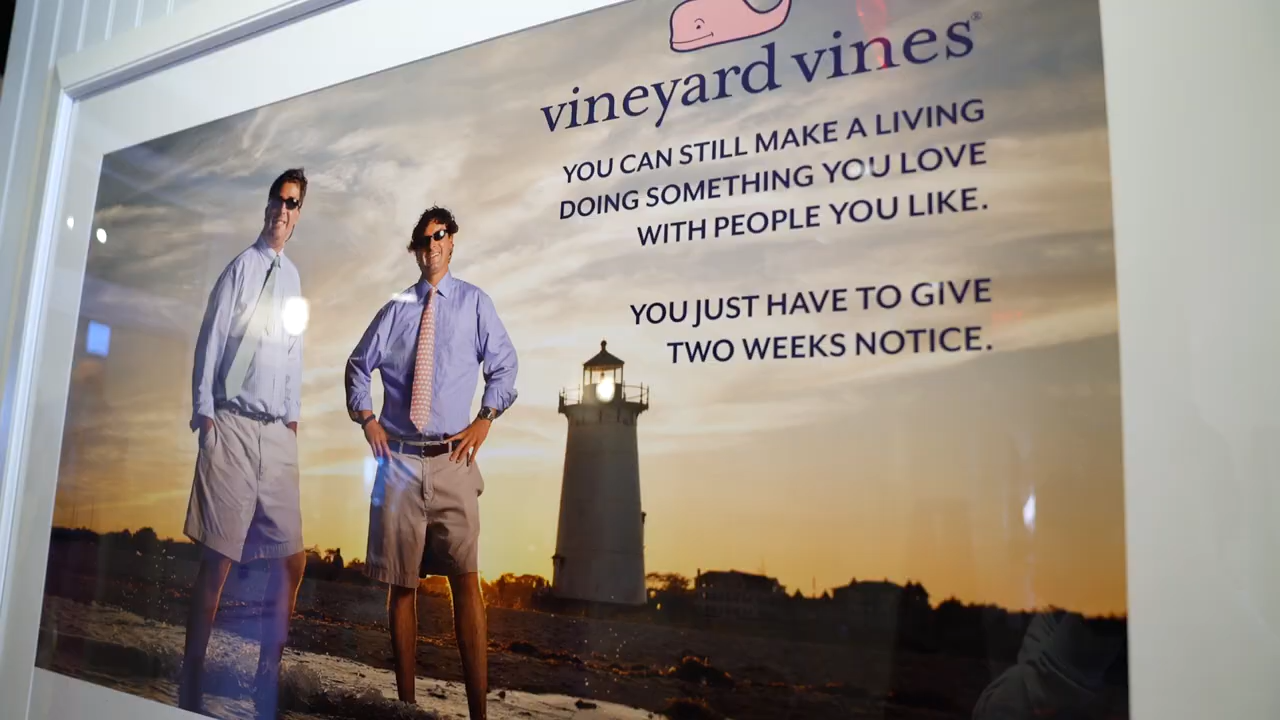 vineyard vines®
YOU CAN STILL MAKE A LIVING
DOING SOMETHING YOU LOVE
WITH PEOPLE YOU LIKE.
YOU JUST HAVE TO GIVE
TWO WEEKS NOTICE.